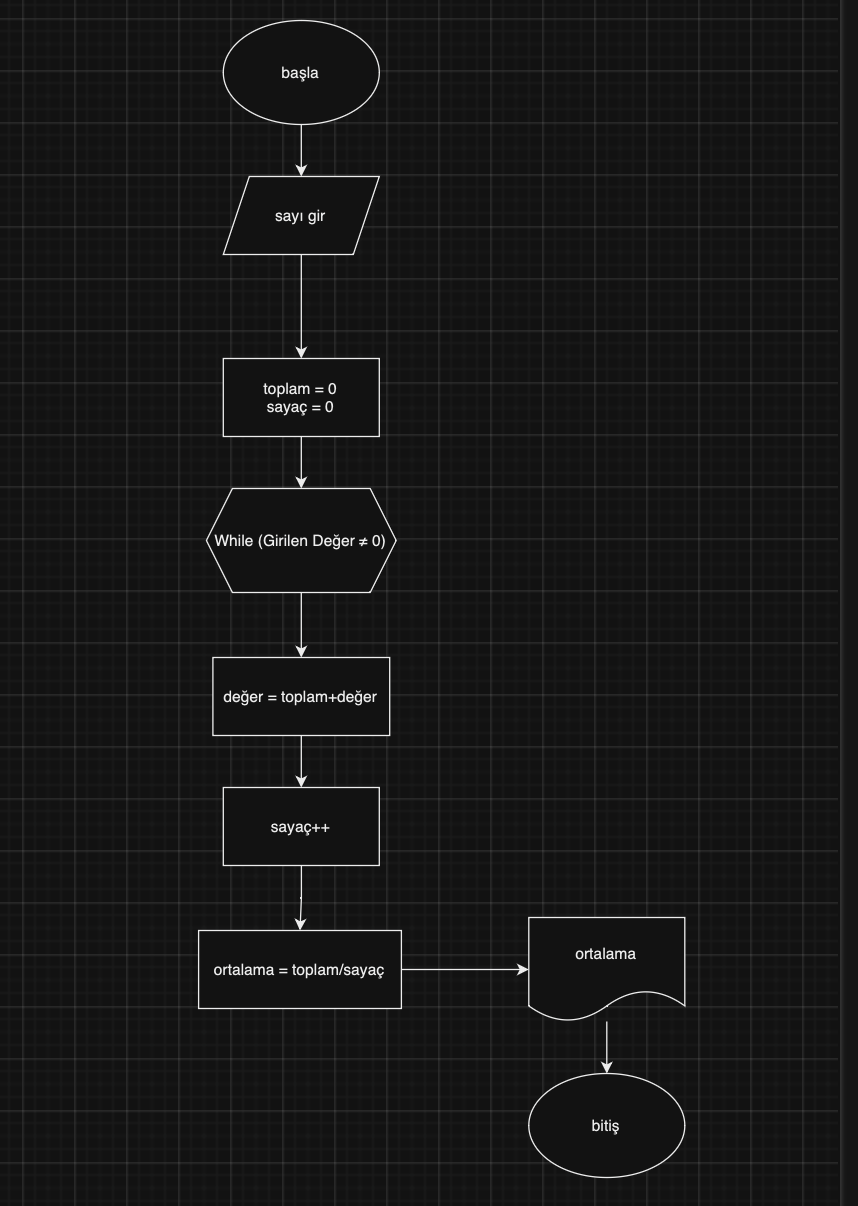 başla
sayı gir
toplam = 0
sayaç = 0
While (Girilen Değer ≠ 0)
değer = toplam+değer
sayaç++
ortalama = toplam/sayaç
ortalama
bitiş